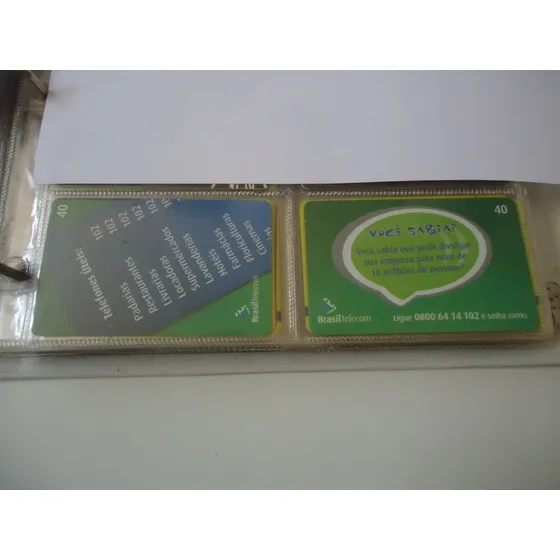 40
Telefones úteis:
Padarias 102
Restaurantes 102
Livrarias 102
Locadoras 102
Supermercados
Lavanderias
Hotéis
Farmácias
Floriculturas
Cinemas
BrasilTelecom
40
VOCÊ SABIA?
Você sabia que pode divulgar
sua empresa para mais de
10 milhões de pessoas?
BrasilTelecom
Ligue 0800 64 14 102 e saiba como.